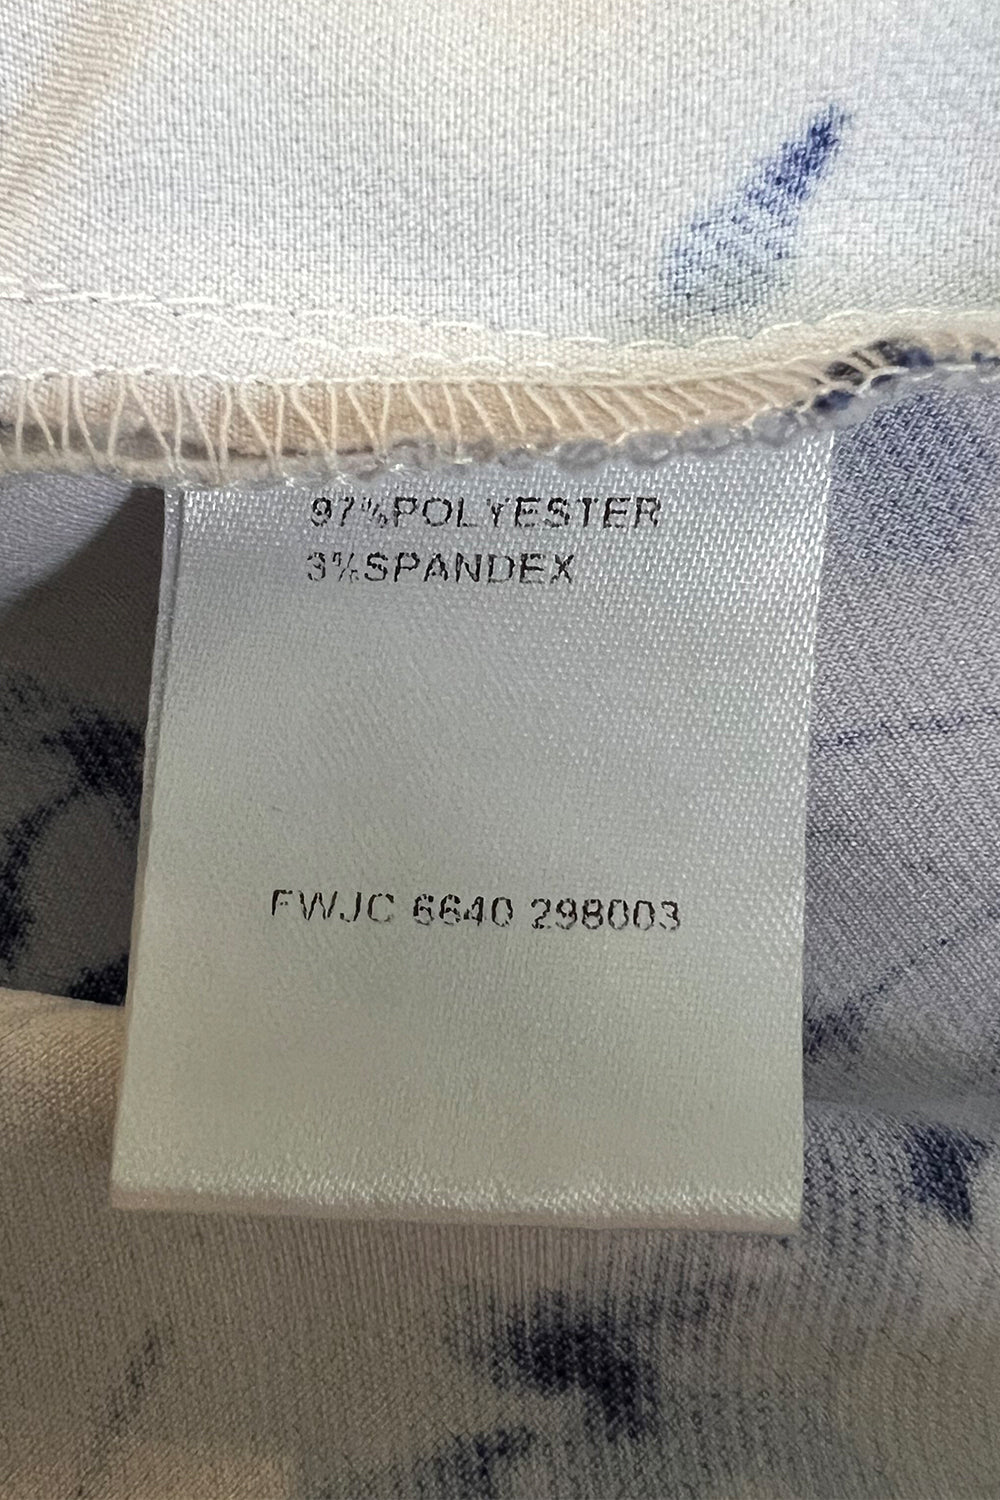 97%POLYESTER
3%SPANDEX
FWJC 6640 298003